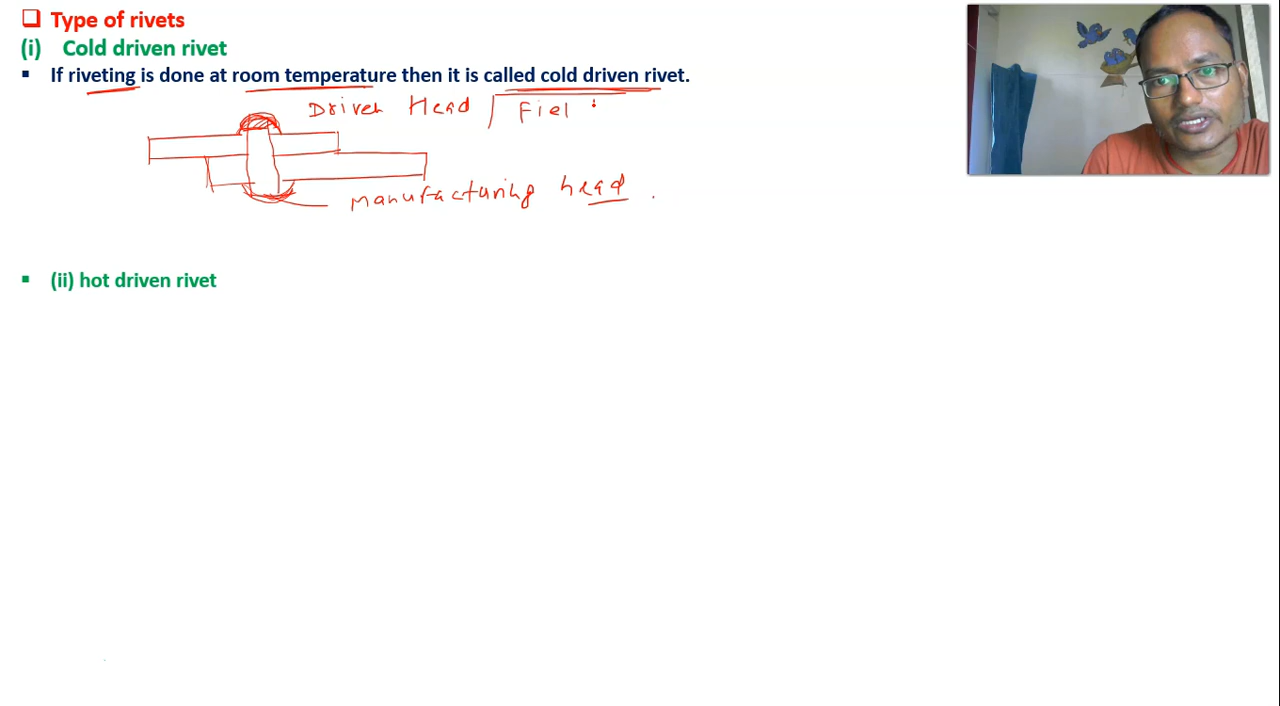 Type of rivets
(i) Cold driven rivet
▪ If riveting is done at room temperature then it is called cold driven rivet.
Driven Head / Fiel
manufacturing head .
▪ (ii) hot driven rivet